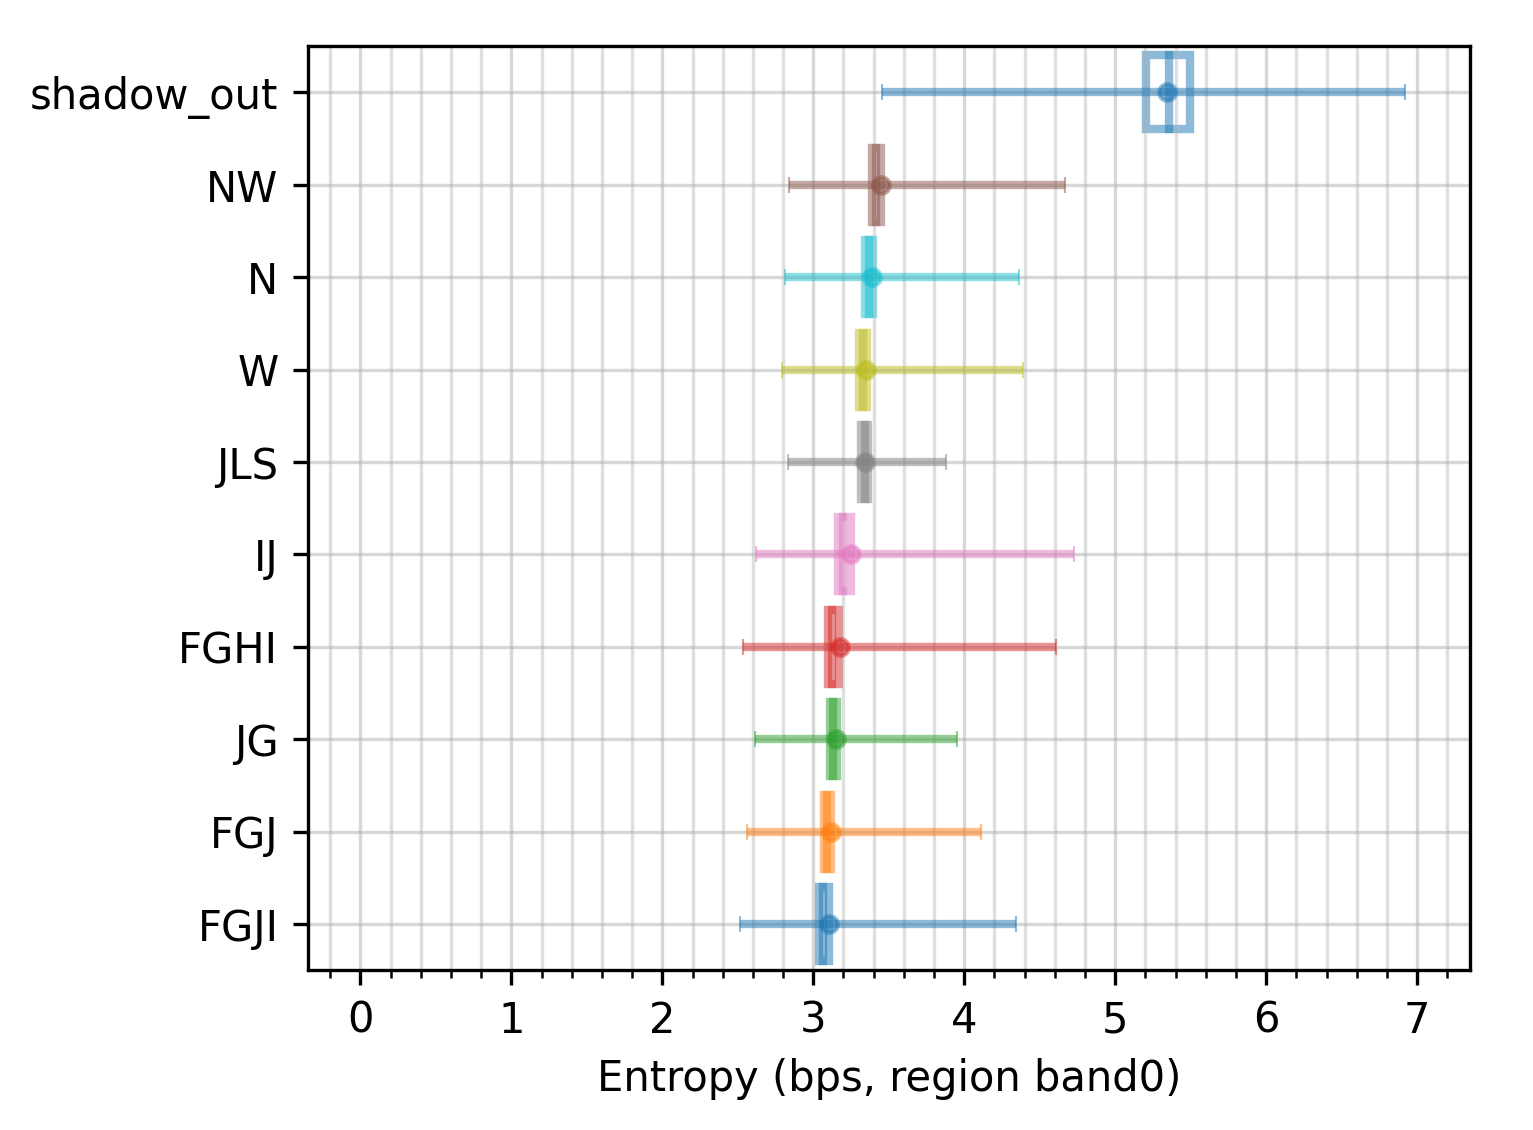 shadow_out
NW
N
W
JLS
IJ
FGHI
JG
FGJ
FGJI
0 1 2 3 4 5 6 7
Entropy (bps, region band0)